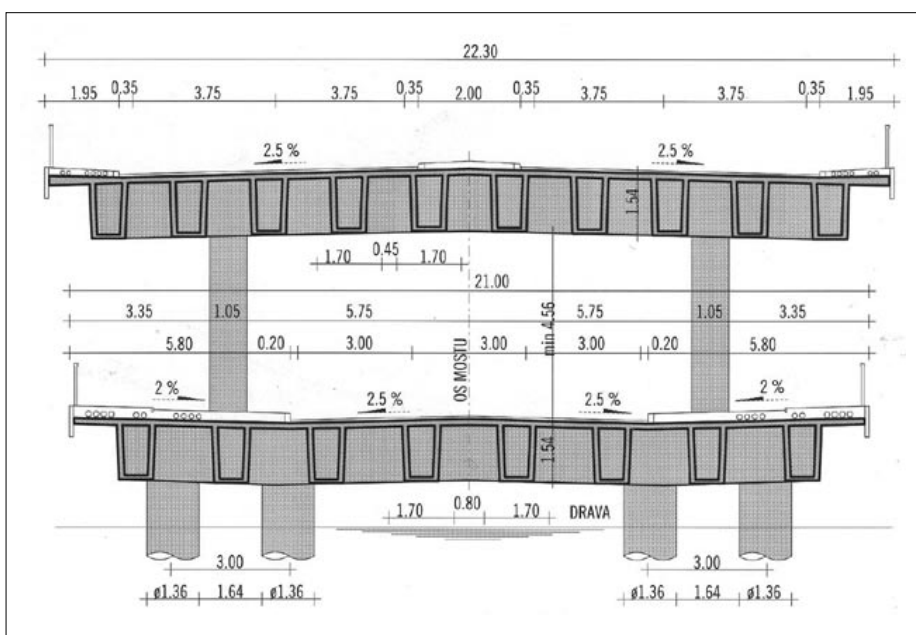 22.30
1.95 0,35 3.75 3.75 0,35 2.00 0,35 3.75 3.75 0,35 1.95
2.5 % 2.5 %
1.54
1.70 0.45 1.70
21.00
3.35 1.05 5.75 5.75 1.05 3.35
min 4.56
5.80 0.20 3.00 3.00 3.00 0.20 5.80
OS MOSTU
2 % 2.5 % 2.5 % 2 %
1.54
1.70 0.80 1.70 DRAVA
3.00 3.00
ø1.36 1.64 ø1.36 ø1.36 1.64 ø1.36